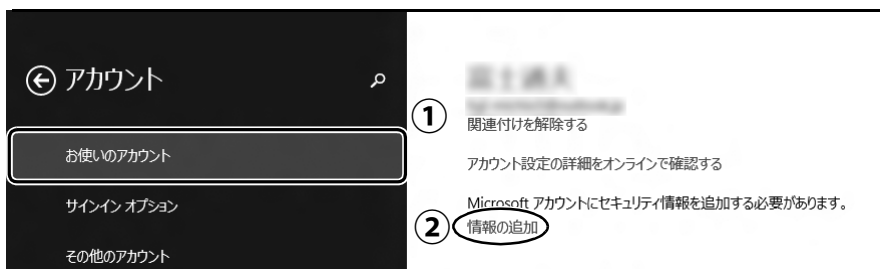 アカウント
お使いのアカウント
サインイン オプション
その他のアカウント
①
関連付けを解除する
アカウント設定の詳細をオンラインで確認する
Microsoft アカウントにセキュリティ情報を追加する必要があります。
②
情報の追加